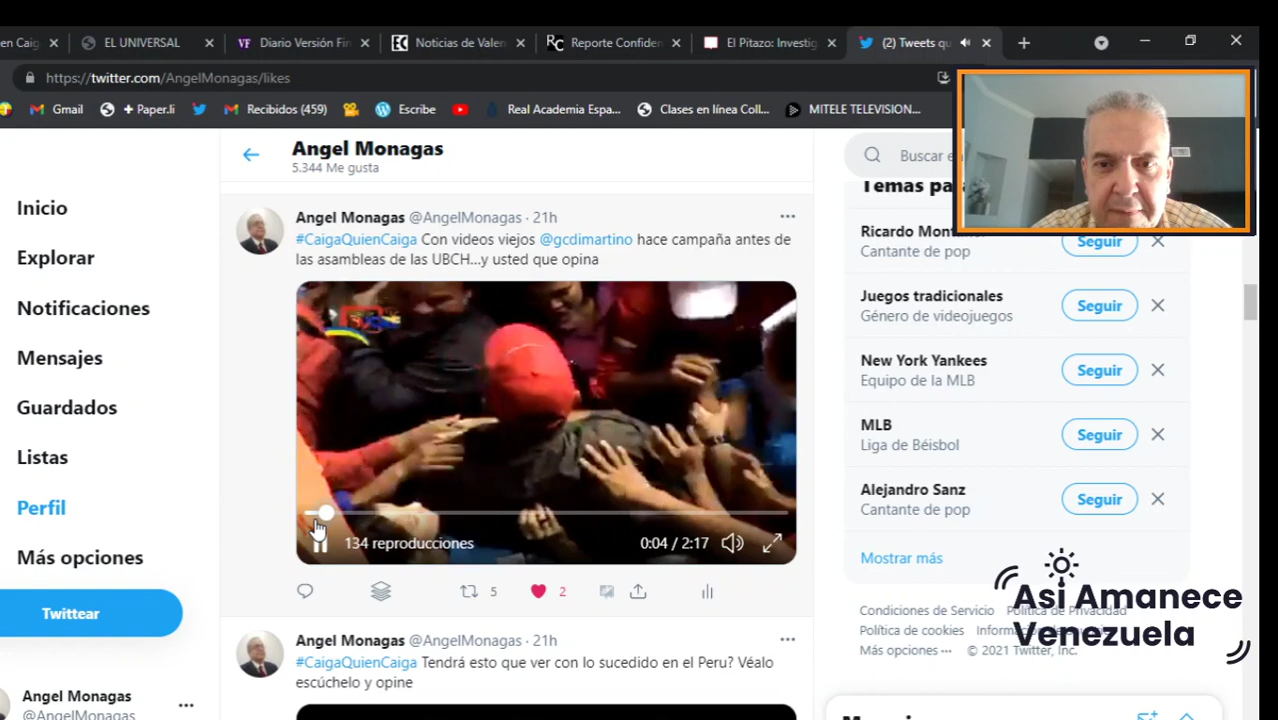 en Caig
EL UNIVERSAL
VF Diario Versión Fin
EC Noticias de Valen
RC Reporte Confiden
El Pitazo: Investig
(2) Tweets qu
https://twitter.com/AngelMonagas/likes
Gmail
+ Paper.li
Recibidos (459)
Escribe
Real Academia Espa...
Clases en línea Coll...
MITELE TELEVISION...
Inicio
Explorar
Notificaciones
Mensajes
Guardados
Listas
Perfil
Más opciones
Twittear
Angel Monagas
@AngelMonagas
Angel Monagas
5.344 Me gusta
Angel Monagas @AngelMonagas · 21h
#CaigaQuienCaiga Con videos viejos @gcdimartino hace campaña antes de
las asambleas de las UBCH...y usted que opina
134 reproducciones
0:04 / 2:17
5
2
Angel Monagas @AngelMonagas · 21h
#CaigaQuienCaiga Tendrá esto que ver con lo sucedido en el Peru? Véalo
escúchelo y opine
Buscar en
Temas pa
Ricardo Mon
Cantante de pop
Seguir
Juegos tradicionales
Género de videojuegos
Seguir
New York Yankees
Equipo de la MLB
Seguir
MLB
Liga de Béisbol
Seguir
Alejandro Sanz
Cantante de pop
Seguir
Mostrar más
Condiciones de Servicio Política de Privacidad
Política de cookies
Más opciones ··· © 2021 Twitter, Inc.
Asi Amanece
Venezuela